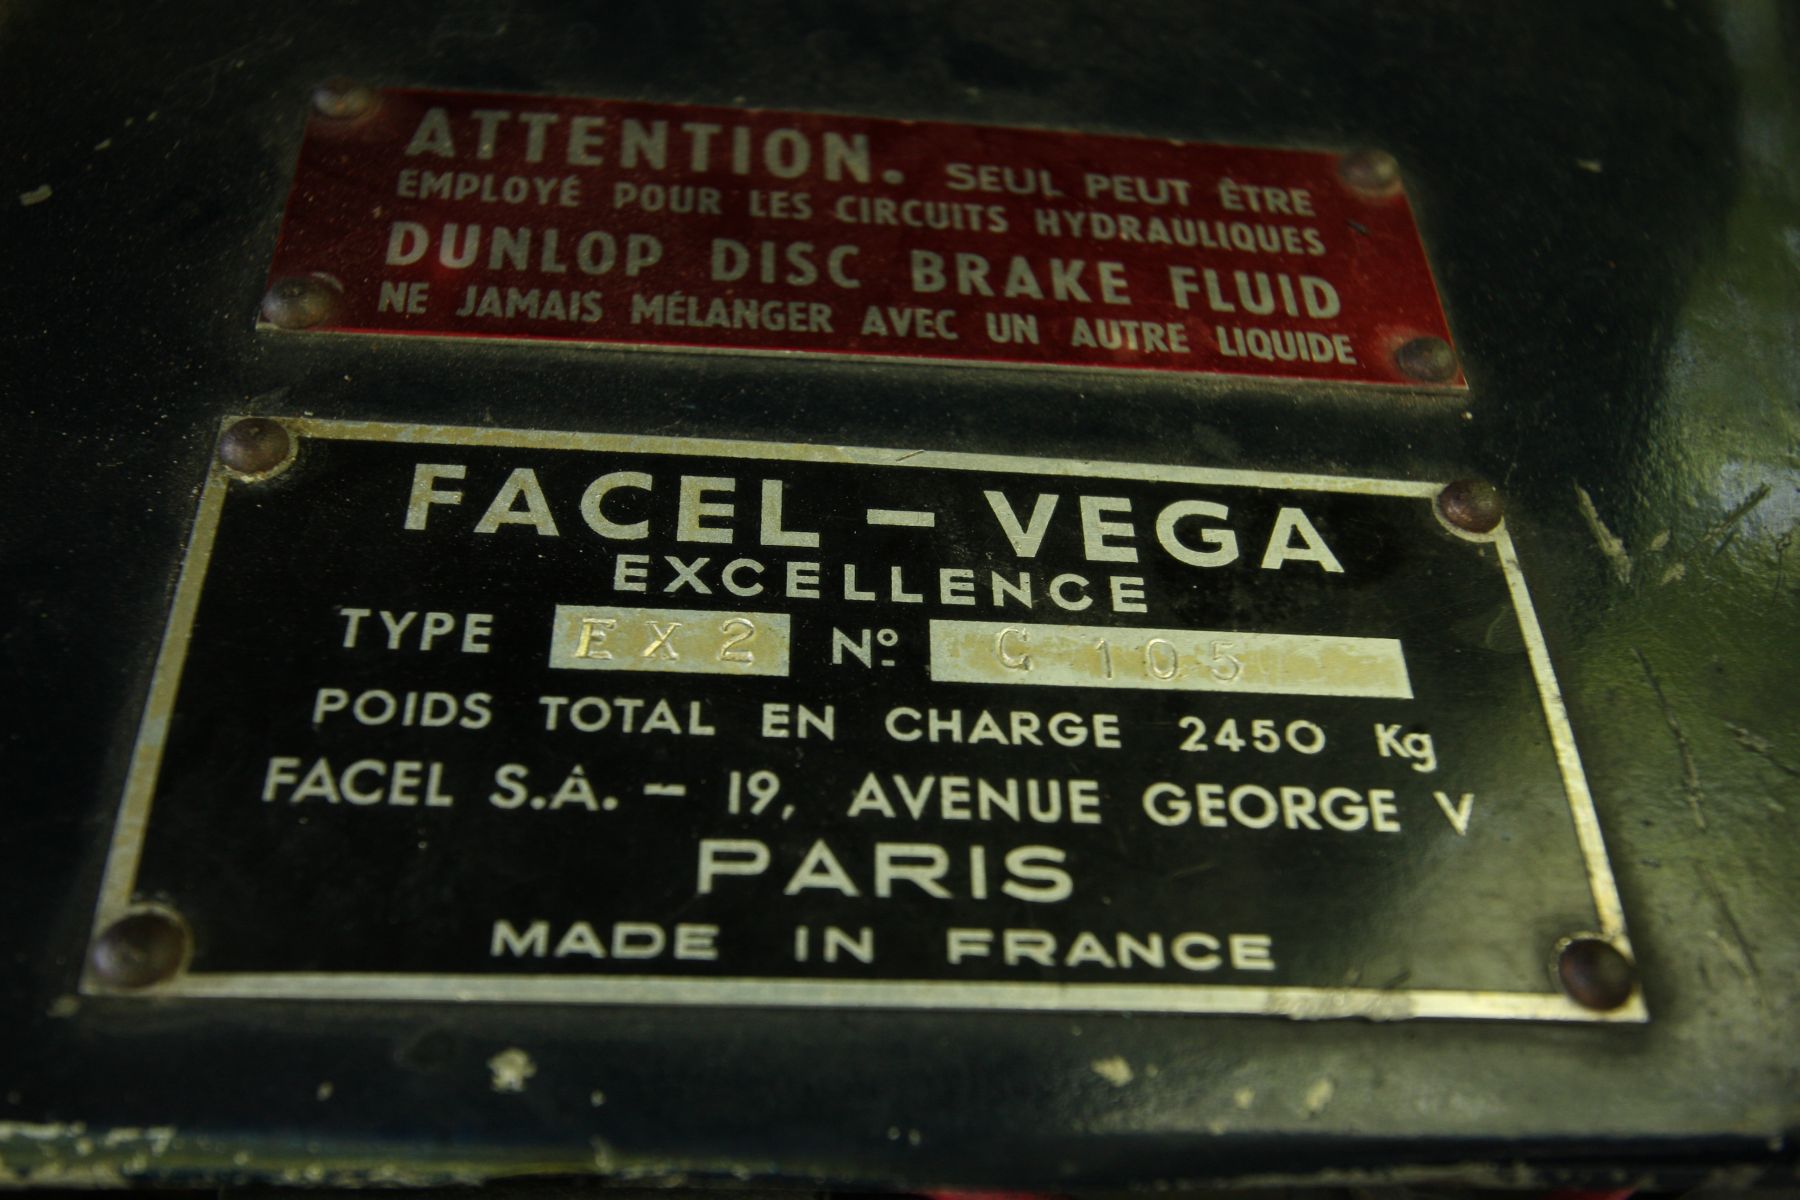 ATTENTION. SEUL PEUT ÊTRE
EMPLOYÉ POUR LES CIRCUITS HYDRAULIQUES
DUNLOP DISC BRAKE FLUID
NE JAMAIS MÉLANGER AVEC UN AUTRE LIQUIDE
FACEL - VEGA
EXCELLENCE
TYPE EX2 Nº C 105
POIDS TOTAL EN CHARGE 2450 Kg
FACEL S.A. - 19, AVENUE GEORGE V
PARIS
MADE IN FRANCE